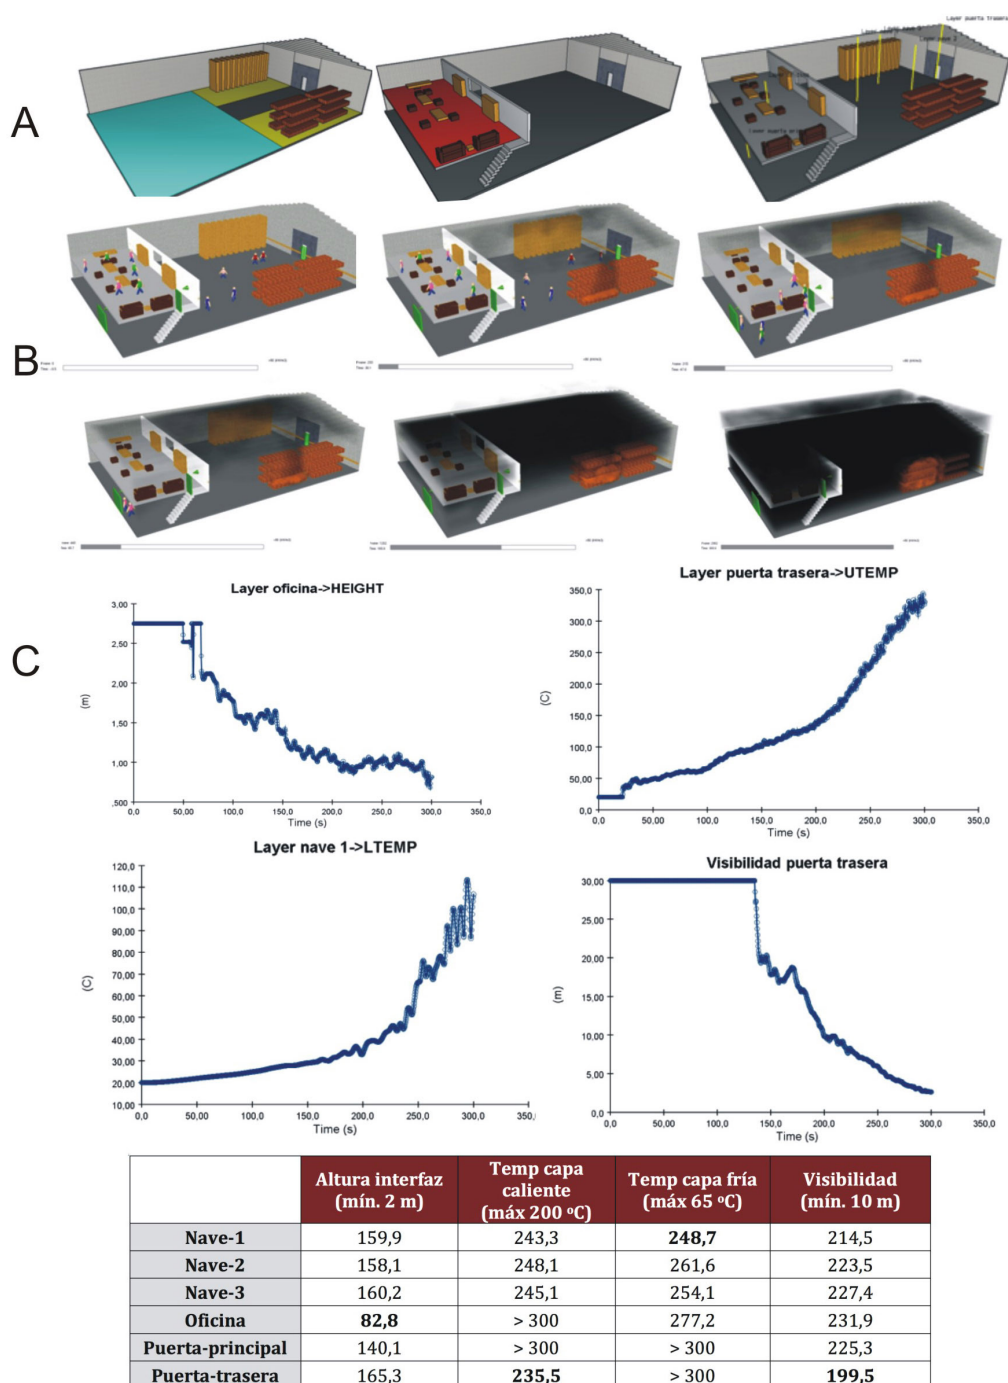 A
Layer puerta trasera
B
Layer oficina->HEIGHT
Layer puerta trasera->UTEMP
C
3,00
2,50
2,00
1,50
1,00
,500
(m)
0,0 50,00 100,0 150,0 200,0 250,0 300,0 350,0
Time (s)
350,0
300,0
250,0
200,0
150,0
100,0
50,00
(C)
0,0 50,00 100,0 150,0 200,0 250,0 300,0 350,0
Time (s)
Layer nave 1->LTEMP
Visibilidad puerta trasera
120,0
110,0
100,0
90,00
80,00
70,00
60,00
50,00
40,00
30,00
20,00
10,00
(C)
0,0 50,00 100,0 150,0 200,0 250,0 300,0 350,0
Time (s)
30,00
25,00
20,00
15,00
10,00
5,00
0,0
(m)
0,0 50,00 100,0 150,0 200,0 250,0 300,0 350,0
Time (s)
Altura interfaz (mín. 2 m) Temp capa caliente (máx 200 ºC) Temp capa fría (máx 65 ºC) Visibilidad (mín. 10 m)
Nave-1 159,9 243,3 248,7 214,5
Nave-2 158,1 248,1 261,6 223,5
Nave-3 160,2 245,1 254,1 227,4
Oficina 82,8 > 300 277,2 231,9
Puerta-principal 140,1 > 300 > 300 225,3
Puerta-trasera 165,3 235,5 > 300 199,5